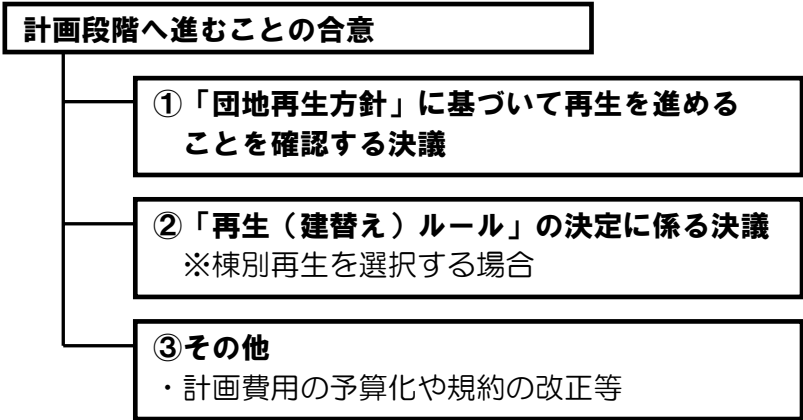 計画段階へ進むことの合意
①「団地再生方針」に基づいて再生を進める
ことを確認する決議
②「再生（建替え）ルール」の決定に係る決議
※棟別再生を選択する場合
③その他
・計画費用の予算化や規約の改正等